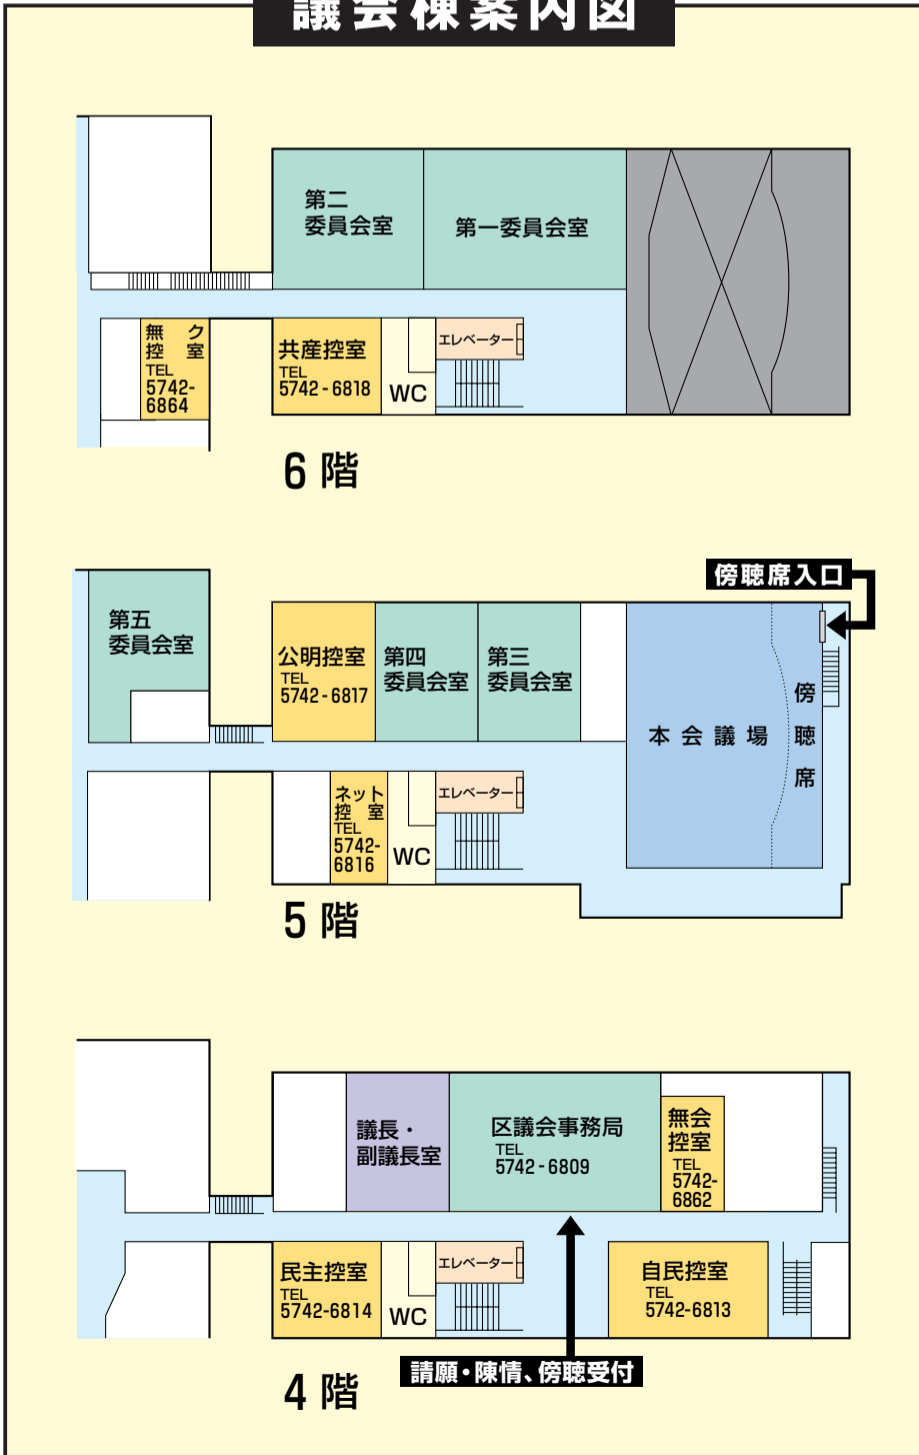 議会棟案内図
第二
委員会室
第一委員会室
無ク
控室
TEL
5742-
6864
共産控室
TEL
5742-6818
WC
エレベーター
6階
傍聴席入口
第五
委員会室
公明控室
TEL
5742-6817
第四
委員会室
第三
委員会室
本会議場
傍聴席
ネット
控室
TEL
5742-
6816
WC
エレベーター
5階
議長・
副議長室
区議会事務局
TEL
5742-6809
無会
控室
TEL
5742-
6862
民主控室
TEL
5742-6814
WC
エレベーター
自民控室
TEL
5742-6813
請願・陳情、傍聴受付
4階